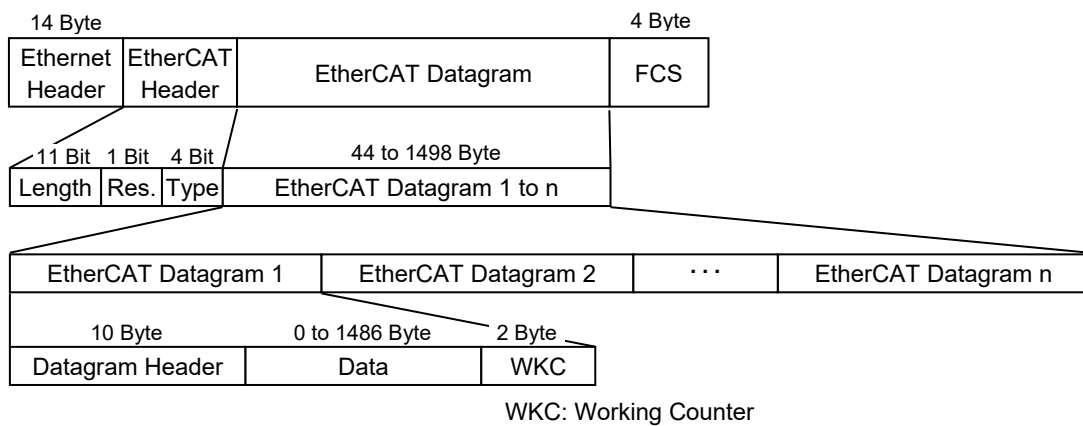 14 Byte 4 Byte
Ethernet Header EtherCAT Header EtherCAT Datagram FCS
11 Bit 1 Bit 4 Bit 44 to 1498 Byte
Length Res. Type EtherCAT Datagram 1 to n
EtherCAT Datagram 1 EtherCAT Datagram 2 ··· EtherCAT Datagram n
10 Byte 0 to 1486 Byte 2 Byte
Datagram Header Data WKC
WKC: Working Counter